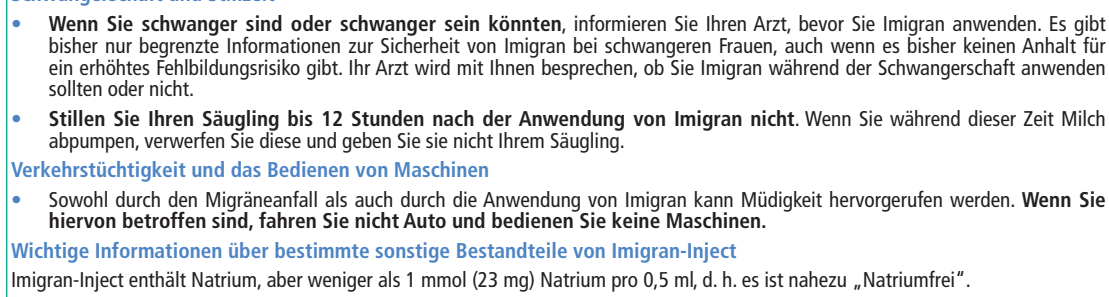 Schwangerschaft und Stillzeit
• Wenn Sie schwanger sind oder schwanger sein könnten, informieren Sie Ihren Arzt, bevor Sie Imigran anwenden. Es gibt
bisher nur begrenzte Informationen zur Sicherheit von Imigran bei schwangeren Frauen, auch wenn es bisher keinen Anhalt für
ein erhöhtes Fehlbildungsrisiko gibt. Ihr Arzt wird mit Ihnen besprechen, ob Sie Imigran während der Schwangerschaft anwenden
sollten oder nicht.
• Stillen Sie Ihren Säugling bis 12 Stunden nach der Anwendung von Imigran nicht. Wenn Sie während dieser Zeit Milch
abpumpen, verwerfen Sie diese und geben Sie sie nicht Ihrem Säugling.
Verkehrstüchtigkeit und das Bedienen von Maschinen
• Sowohl durch den Migräneanfall als auch durch die Anwendung von Imigran kann Müdigkeit hervorgerufen werden. Wenn Sie
hiervon betroffen sind, fahren Sie nicht Auto und bedienen Sie keine Maschinen.
Wichtige Informationen über bestimmte sonstige Bestandteile von Imigran-Inject
Imigran-Inject enthält Natrium, aber weniger als 1 mmol (23 mg) Natrium pro 0,5 ml, d. h. es ist nahezu „Natriumfrei“.